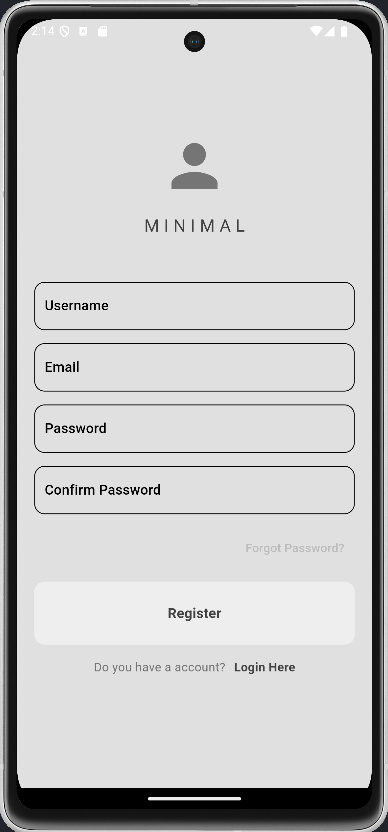 2:14
MINIMAL
Username
Email
Password
Confirm Password
Forgot Password?
Register
Do you have a account? Login Here